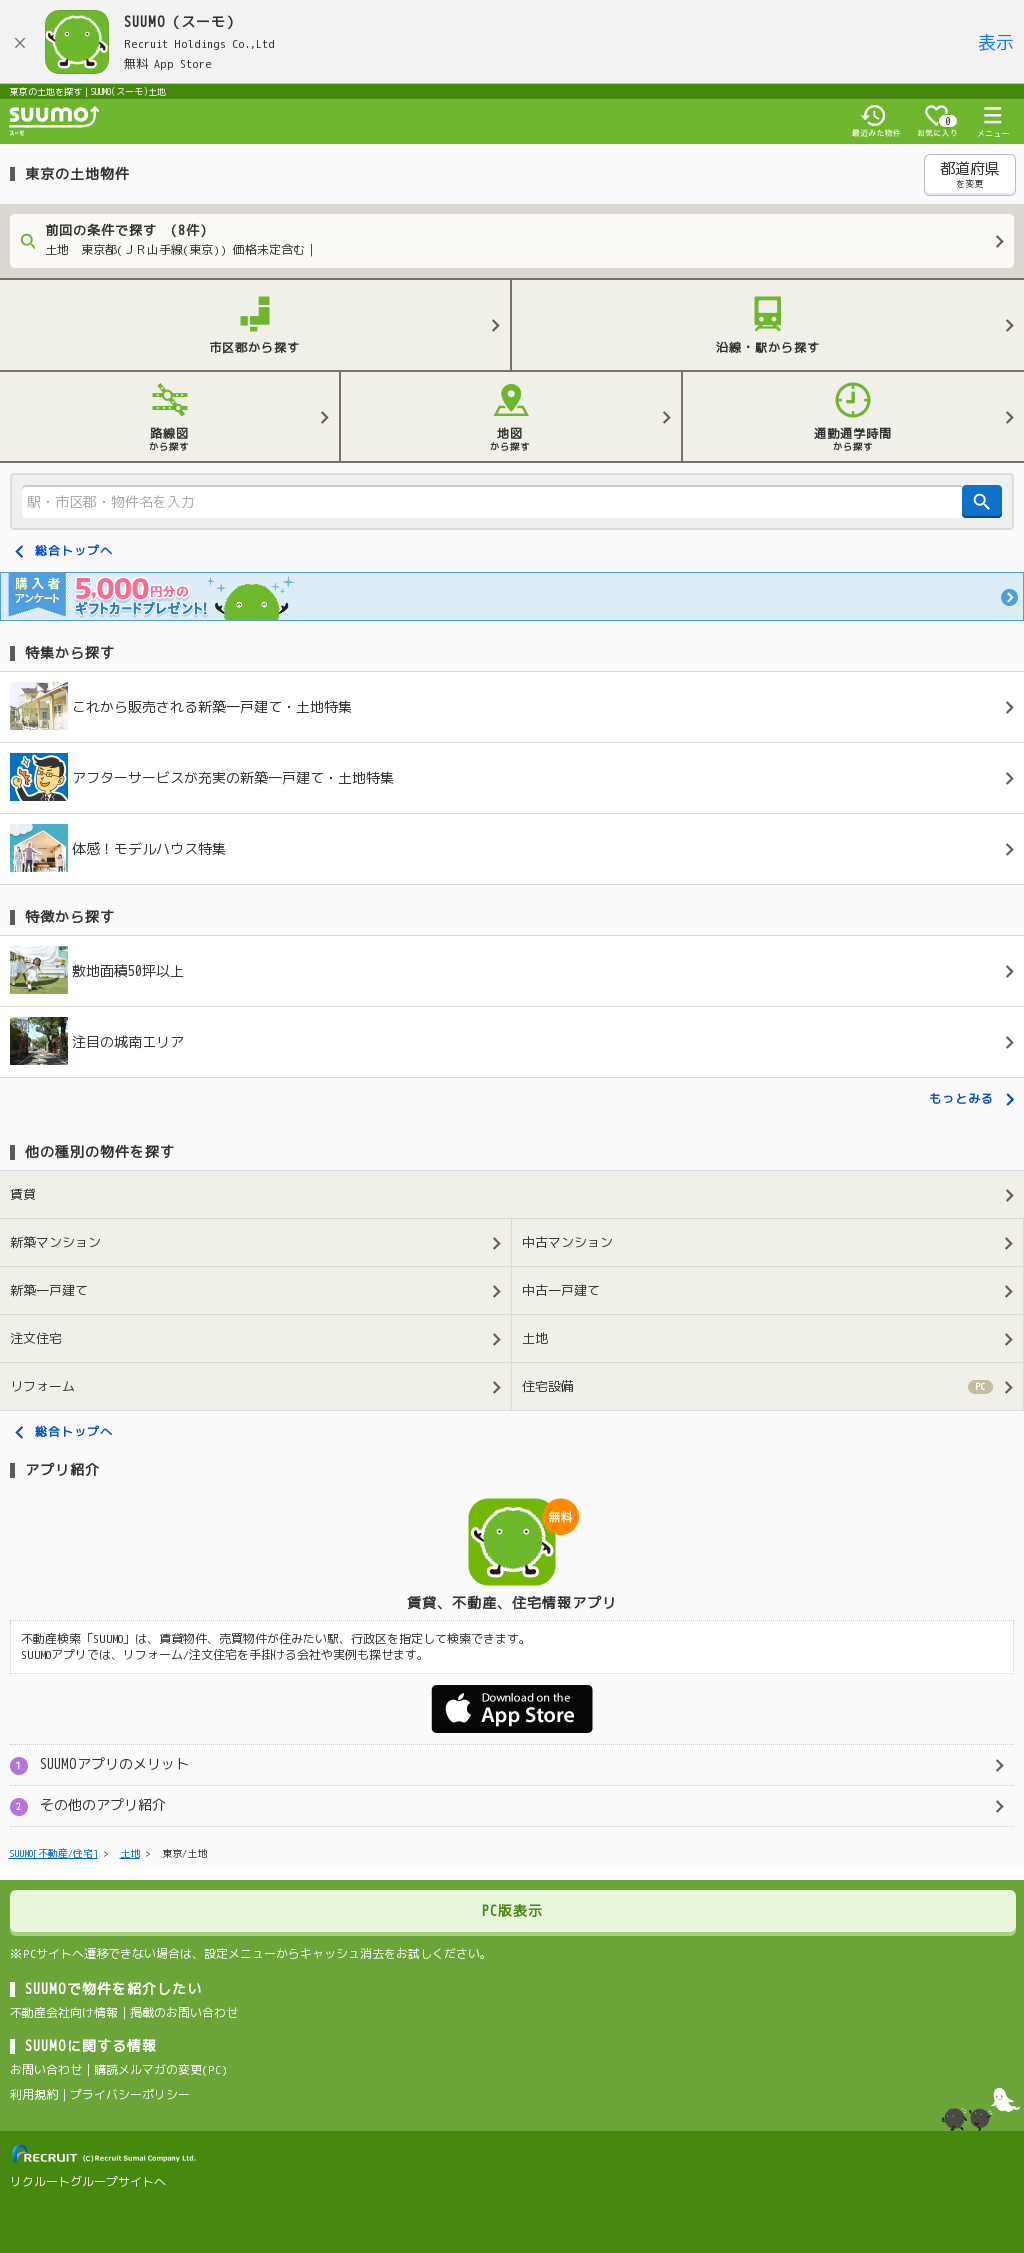 SUUMO (スーモ)
Recruit Holdings Co.,Ltd
無料 App Store
表示
東京の土地を探す｜SUUMO(スーモ)土地
SUUMO
スーモ
最近みた物件
0
お気に入り
メニュー
東京の土地物件
都道府県
を変更
前回の条件で探す (8件)
土地 東京都(ＪＲ山手線(東京)) 価格未定含む｜
市区郡から探す
沿線・駅から探す
路線図
から探す
地図
から探す
通勤通学時間
から探す
駅・市区郡・物件名を入力
総合トップへ
購入者
アンケート
5,000円分の
ギフトカードプレゼント!
特集から探す
これから販売される新築一戸建て・土地特集
アフターサービスが充実の新築一戸建て・土地特集
体感！モデルハウス特集
特徴から探す
敷地面積50坪以上
注目の城南エリア
もっとみる
他の種別の物件を探す
賃貸
新築マンション
中古マンション
新築一戸建て
中古一戸建て
注文住宅
土地
リフォーム
住宅設備
PC
総合トップへ
アプリ紹介
無料
賃貸、不動産、住宅情報アプリ
不動産検索「SUUMO」は、賃貸物件、売買物件が住みたい駅、行政区を指定して検索できます。
SUUMOアプリでは、リフォーム/注文住宅を手掛ける会社や実例も探せます。
Download on the
App Store
1 SUUMOアプリのメリット
2 その他のアプリ紹介
SUUMO[不動産/住宅] > 土地 > 東京/土地
PC版表示
※PCサイトへ遷移できない場合は、設定メニューからキャッシュ消去をお試しください。
SUUMOで物件を紹介したい
不動産会社向け情報｜掲載のお問い合わせ
SUUMOに関する情報
お問い合わせ｜購読メルマガの変更(PC)
利用規約｜プライバシーポリシー
RECRUIT (C)Recruit Sumai Company Ltd.
リクルートグループサイトへ